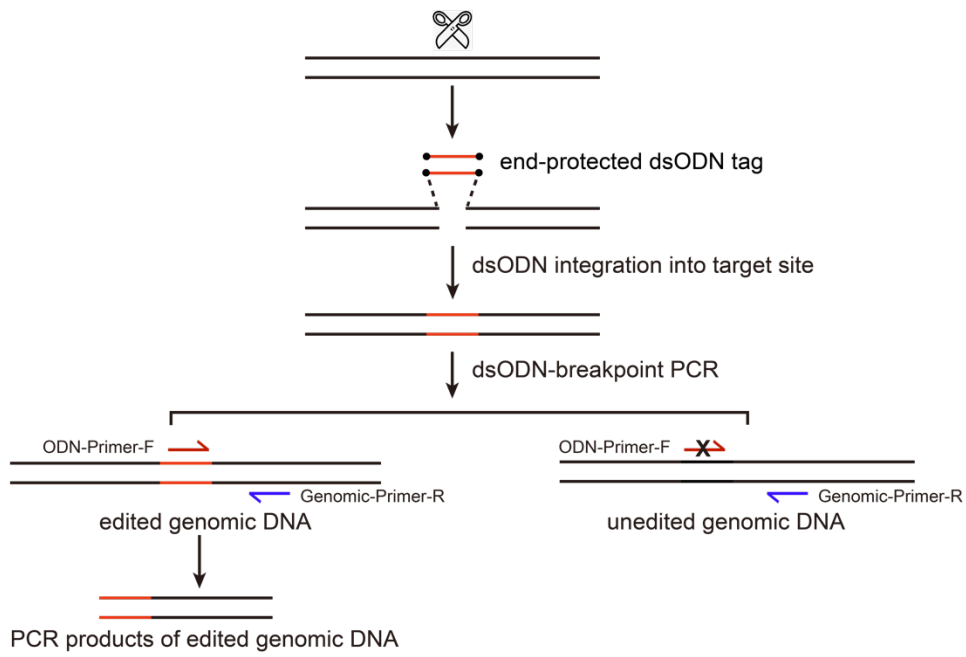 end-protected dsODN tag
dsODN integration into target site
dsODN-breakpoint PCR
ODN-Primer-F
Genomic-Primer-R
edited genomic DNA
ODN-Primer-F
X
Genomic-Primer-R
unedited genomic DNA
PCR products of edited genomic DNA